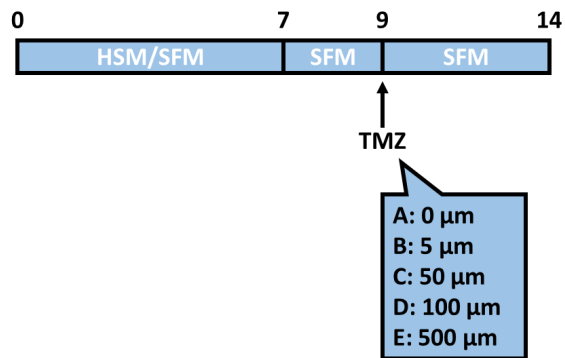 0 7 9 14
HSM/SFM SFM SFM
TMZ
A: 0 μm
B: 5 μm
C: 50 μm
D: 100 μm
E: 500 μm